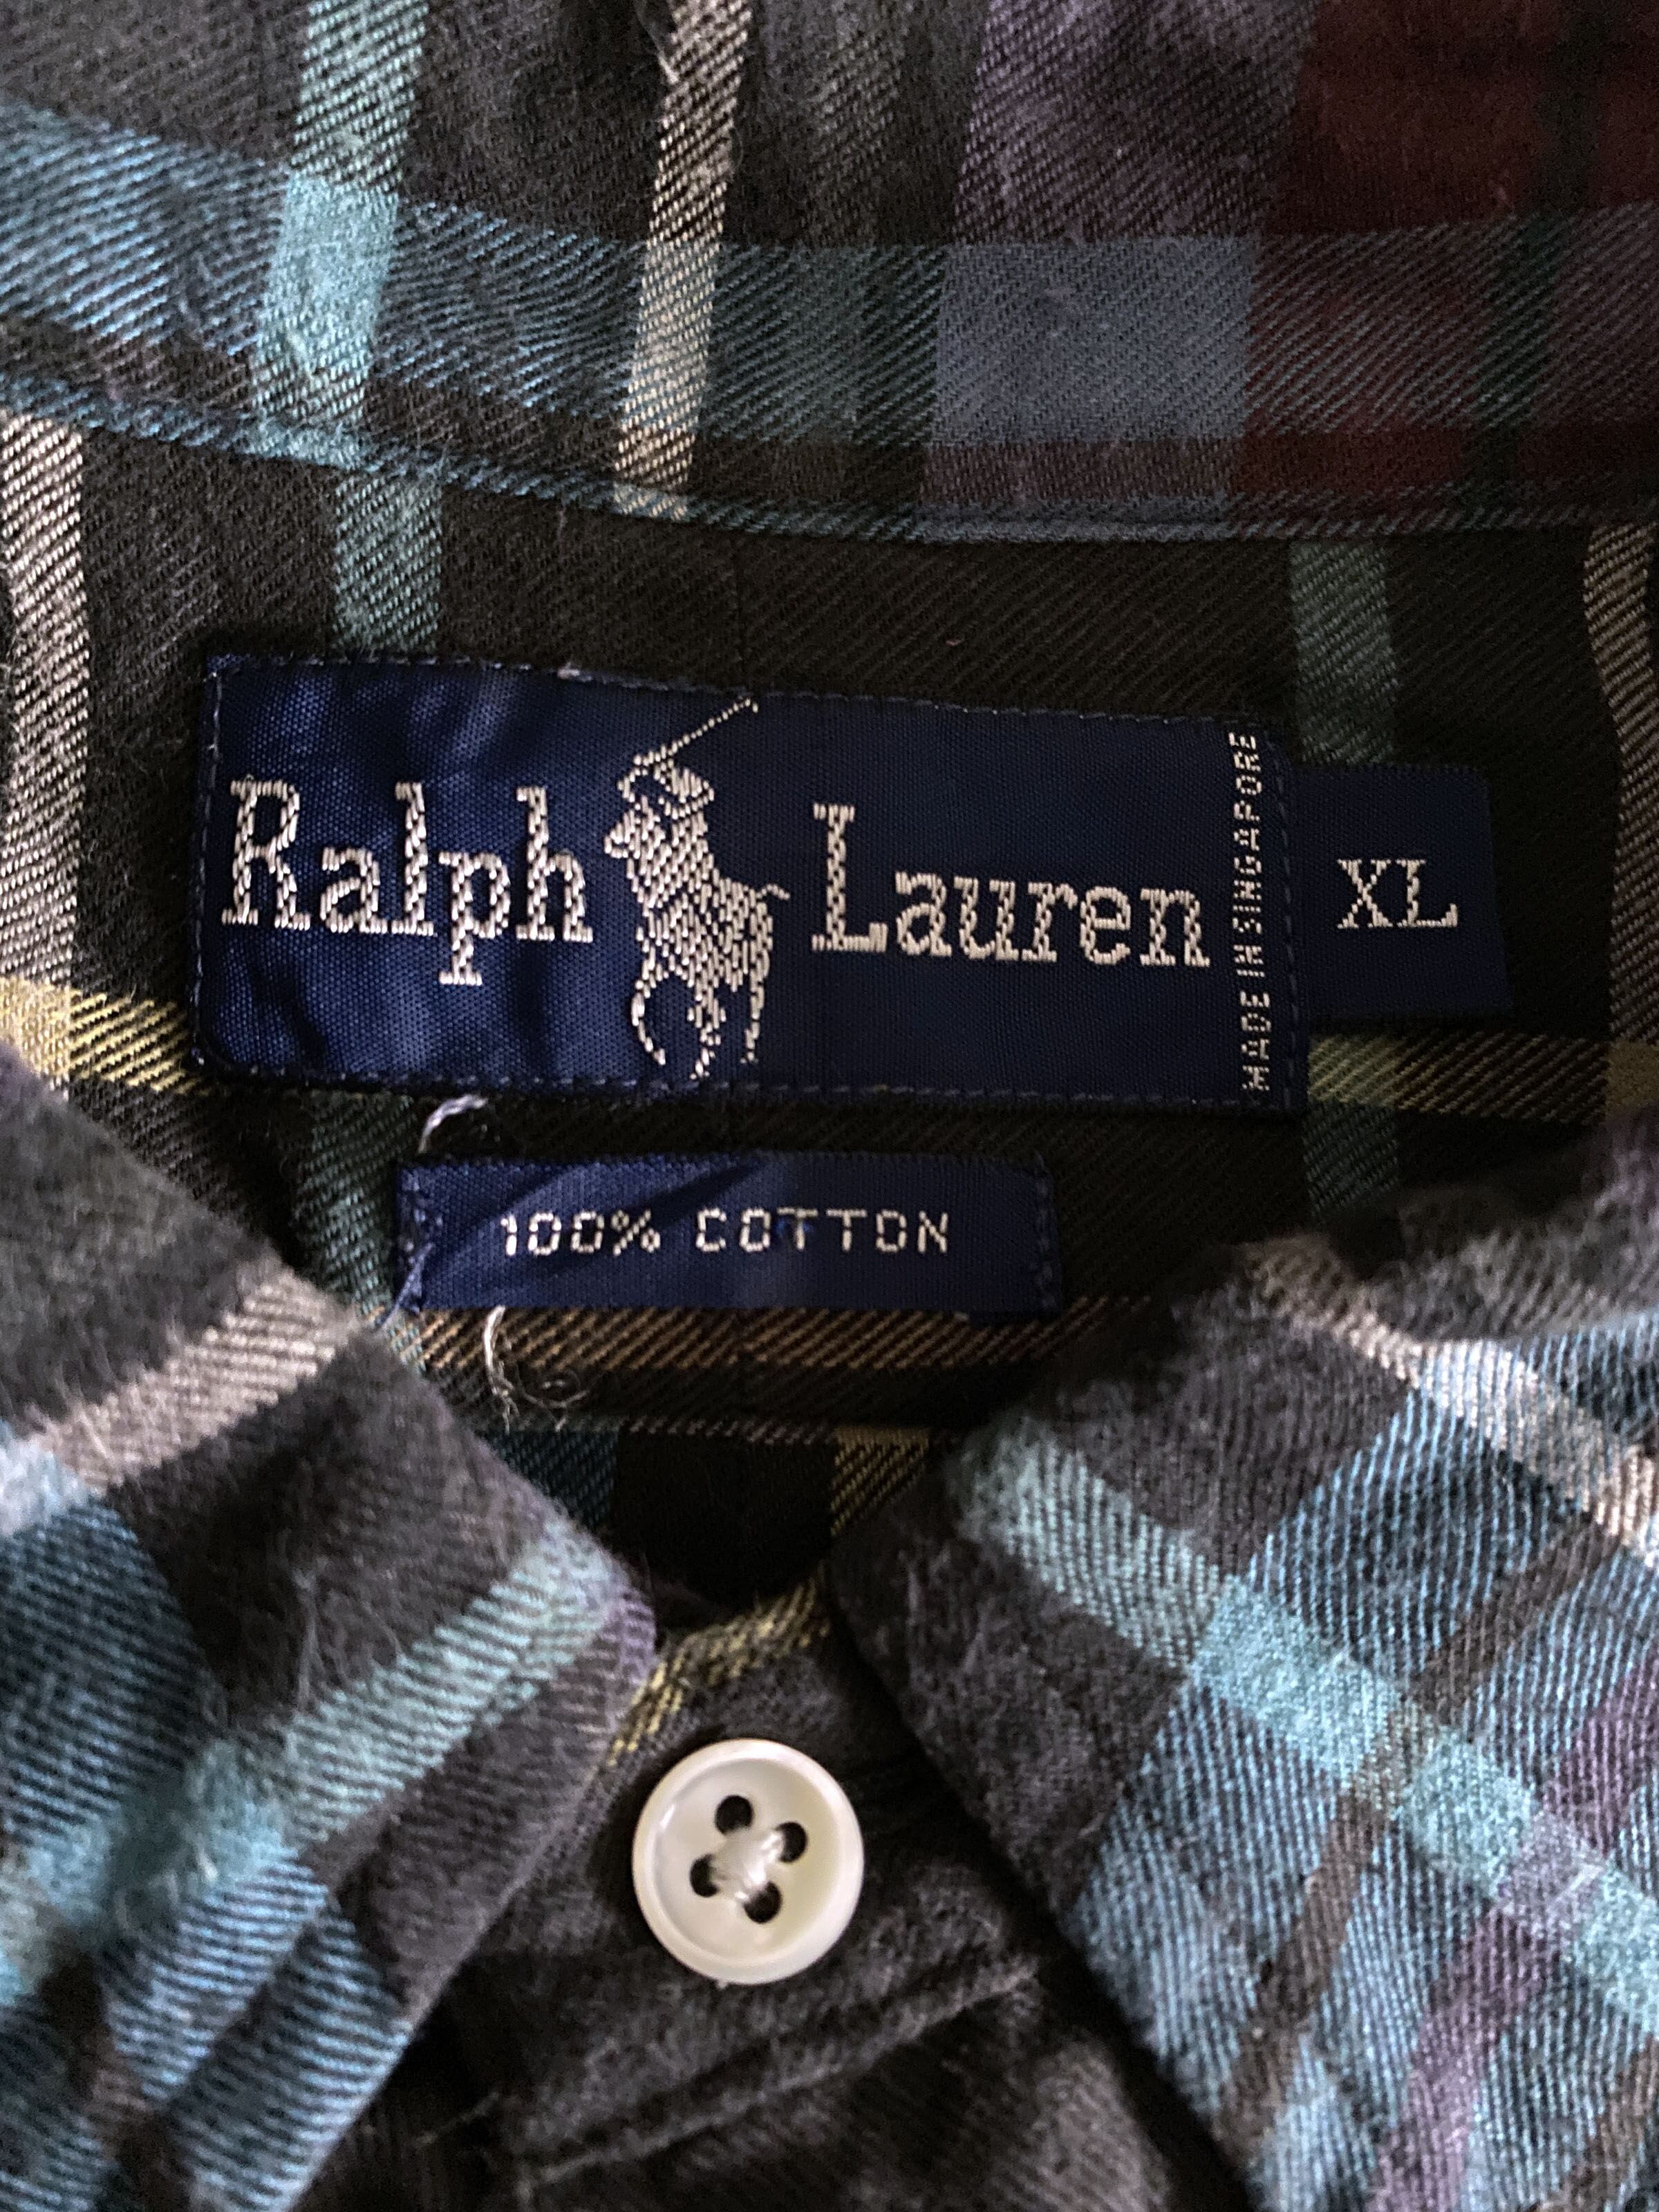 Ralph Lauren
MADE IN SINGAPORE
XL
100% COTTON